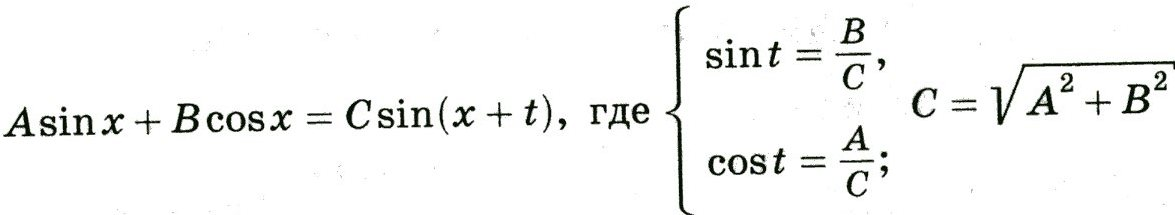 A sin x + B cos x = C sin(x + t), где { sin t = B/C, cos t = A/C; C = √(A² + B²)